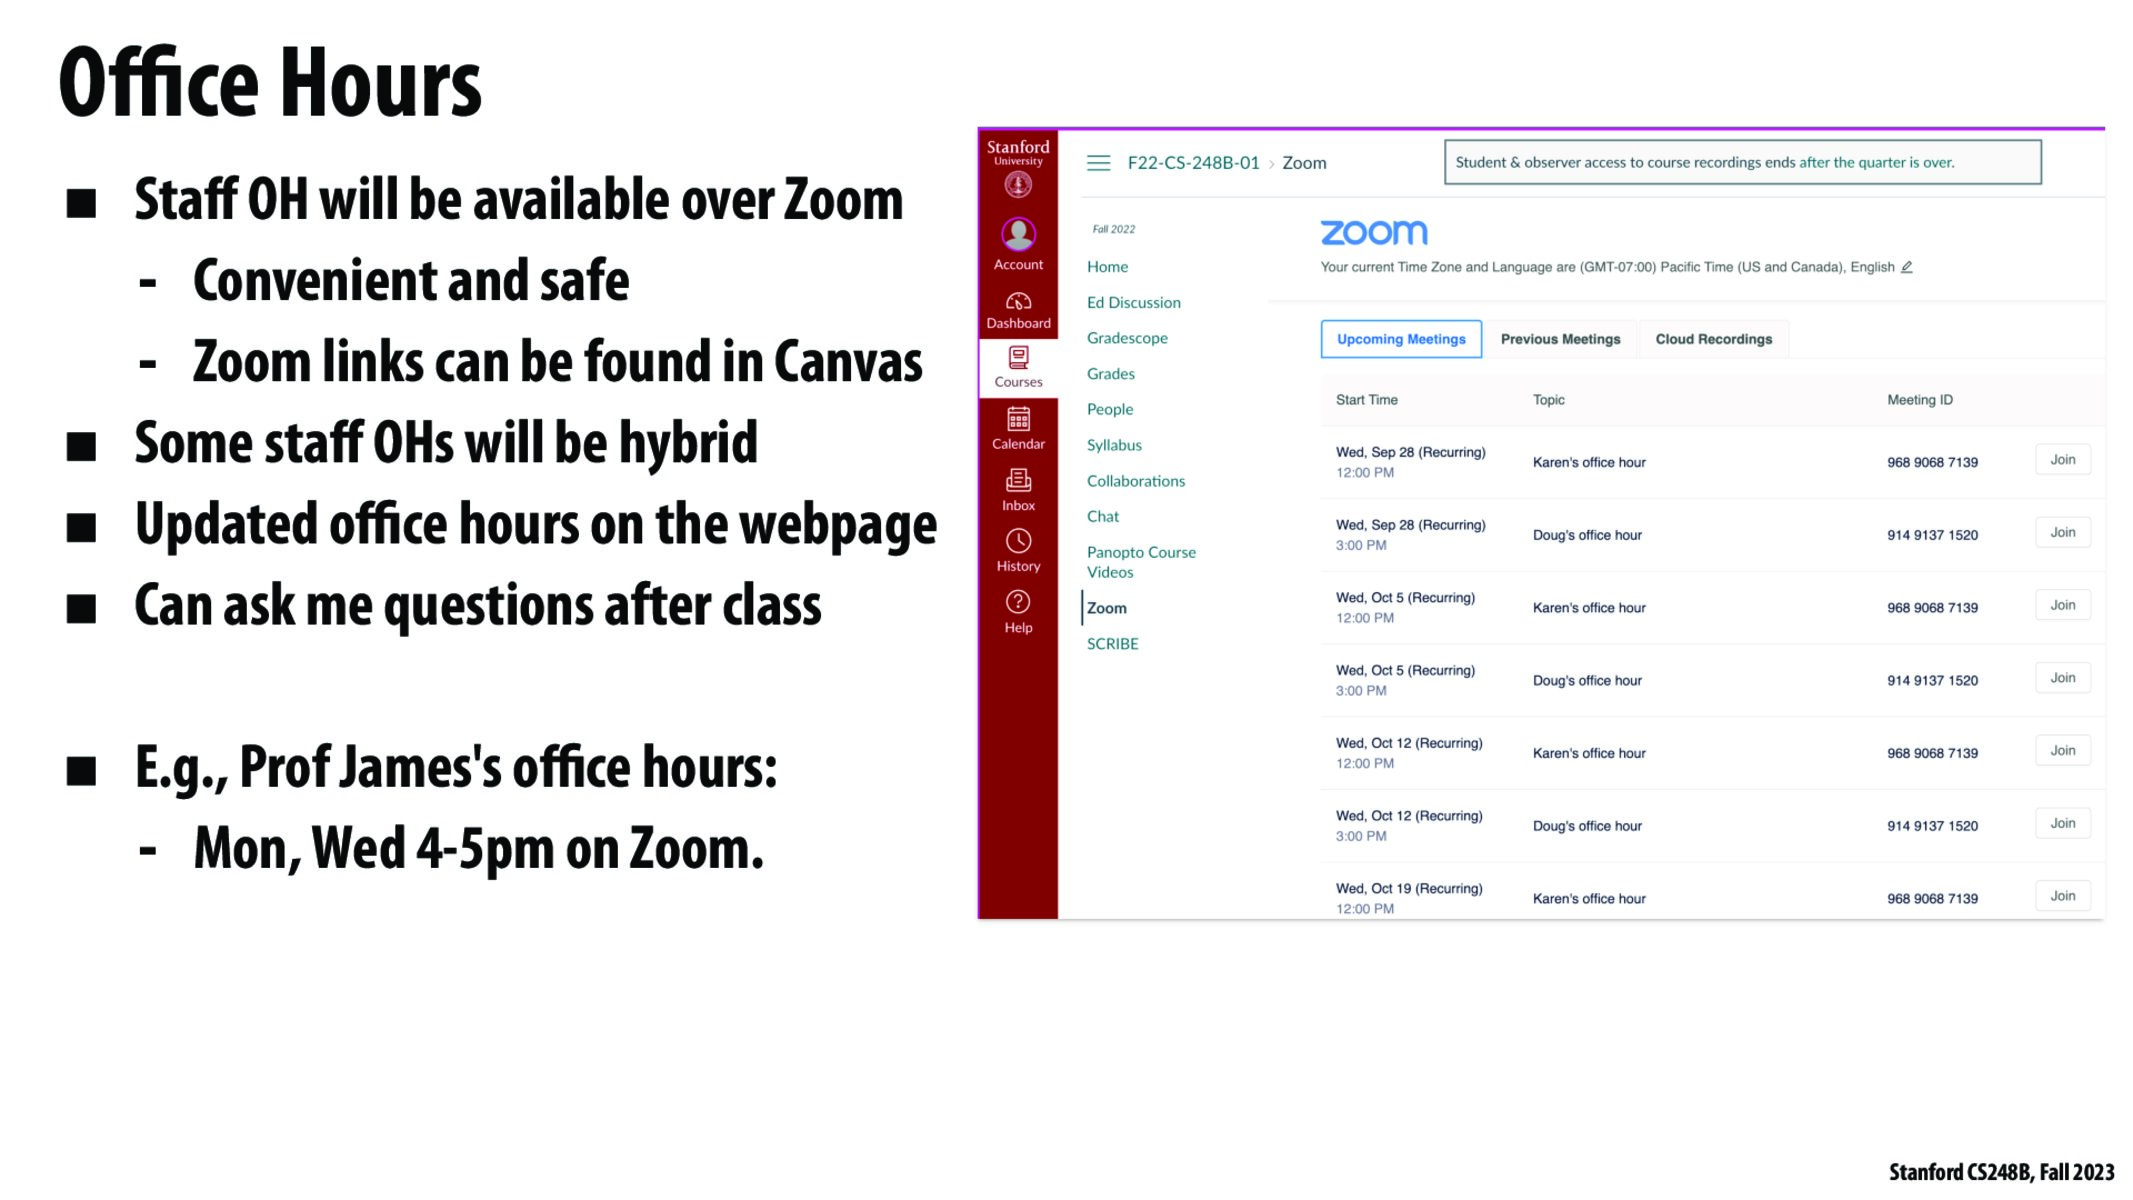 Office Hours
■ Staff OH will be available over Zoom
- Convenient and safe
- Zoom links can be found in Canvas
■ Some staff OHs will be hybrid
■ Updated office hours on the webpage
■ Can ask me questions after class
■ E.g., Prof James's office hours:
- Mon, Wed 4-5pm on Zoom.
Stanford
University
Account
Dashboard
Courses
Calendar
Inbox
History
Help
F22-CS-248B-01 › Zoom
Student & observer access to course recordings ends after the quarter is over.
Fall 2022
Home
Ed Discussion
Gradescope
Grades
People
Syllabus
Collaborations
Chat
Panopto Course
Videos
Zoom
SCRIBE
zoom
Your current Time Zone and Language are (GMT-07:00) Pacific Time (US and Canada), English
Upcoming Meetings Previous Meetings Cloud Recordings
Start Time Topic Meeting ID
Wed, Sep 28 (Recurring)
12:00 PM
Karen's office hour 968 9068 7139 Join
Wed, Sep 28 (Recurring)
3:00 PM
Doug's office hour 914 9137 1520 Join
Wed, Oct 5 (Recurring)
12:00 PM
Karen's office hour 968 9068 7139 Join
Wed, Oct 5 (Recurring)
3:00 PM
Doug's office hour 914 9137 1520 Join
Wed, Oct 12 (Recurring)
12:00 PM
Karen's office hour 968 9068 7139 Join
Wed, Oct 12 (Recurring)
3:00 PM
Doug's office hour 914 9137 1520 Join
Wed, Oct 19 (Recurring)
12:00 PM
Karen's office hour 968 9068 7139 Join
Stanford CS248B, Fall 2023